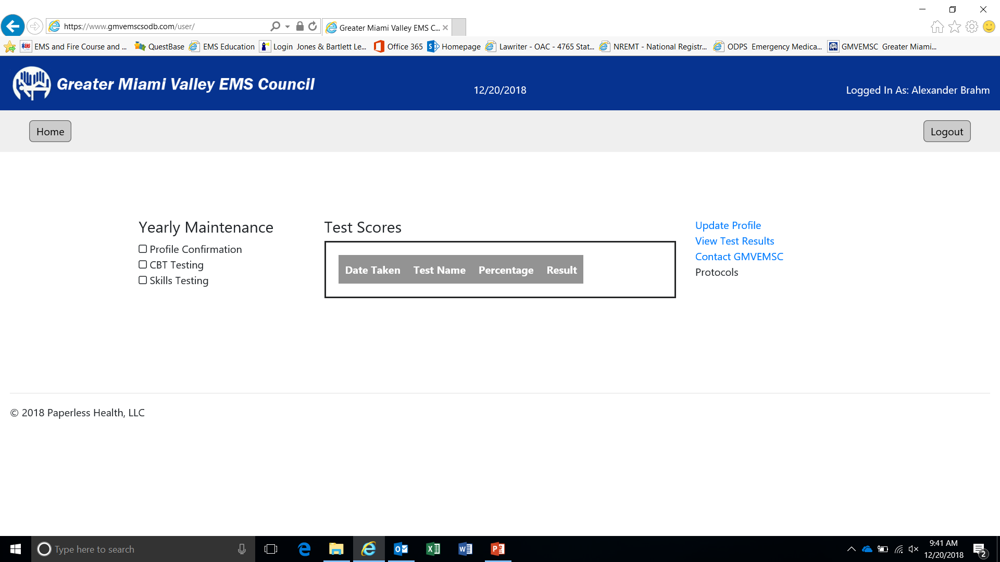 https://www.gmvemscsodb.com/user/
Greater Miami Valley EMS C...
EMS and Fire Course and ...
QuestBase
EMS Education
Login Jones & Bartlett Le...
Office 365
Homepage
Lawriter - OAC - 4765 Stat...
NREMT - National Registr...
ODPS Emergency Medica...
GMVEMSC Greater Miami...
Greater Miami Valley EMS Council
12/20/2018
Logged In As: Alexander Brahm
Home
Logout
Yearly Maintenance
Profile Confirmation
CBT Testing
Skills Testing
Test Scores
Date Taken Test Name Percentage Result
Update Profile
View Test Results
Contact GMVEMSC
Protocols
© 2018 Paperless Health, LLC
Type here to search
9:41 AM
12/20/2018
2